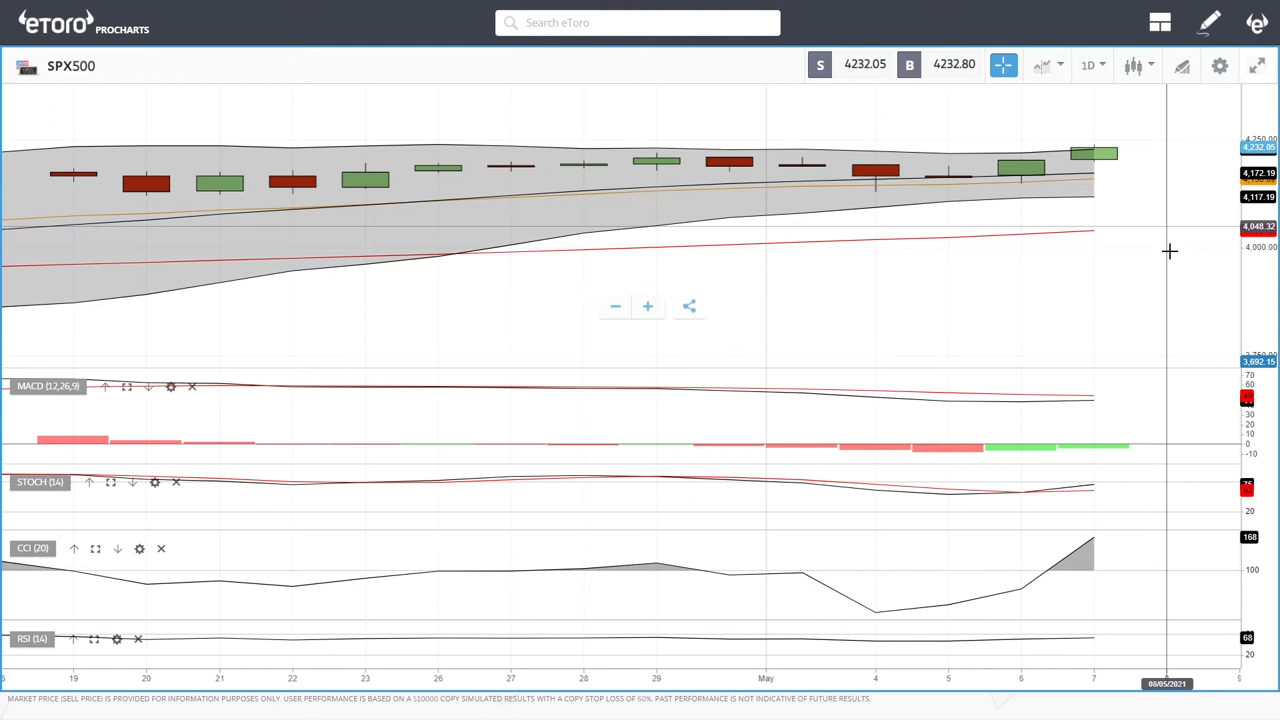 eTORO PROCHARTS
Search eToro
SPX500
S 4232.05 B 4232.80
1D
4,250.00
4,232.05
4,172.19
4,117.19
4,048.32
4,000.00
3,692.15
MACD (12,26,9)
70
60
30
20
10
0
-10
STOCH (14)
75
20
CCI (20)
168
100
RSI (14)
68
20
19 20 21 22 23 26 27 28 29 May 4 5 6 7 9
08/05/2021
MARKET PRICE (SELL PRICE) IS PROVIDED FOR INFORMATION PURPOSES ONLY. USER PERFORMANCE IS BASED ON A $10000 COPY SIMULATED RESULTS WITH A COPY STOP LOSS OF 60%. PAST PERFORMANCE IS NOT INDICATIVE OF FUTURE RESULTS.